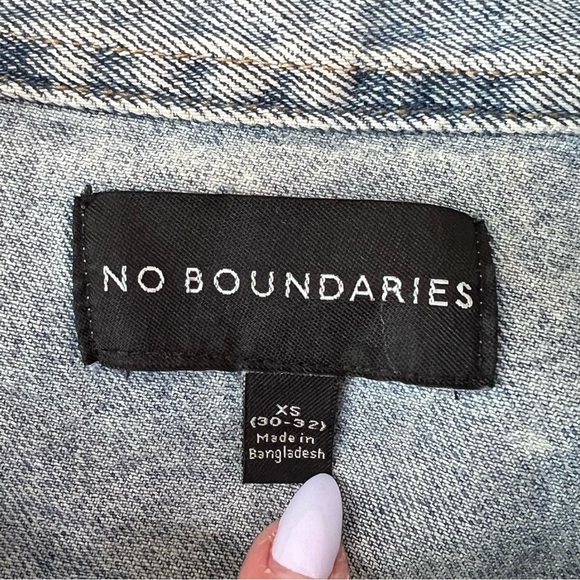 NO BOUNDARIES
XS
(30-32)
Made in
Bangladesh